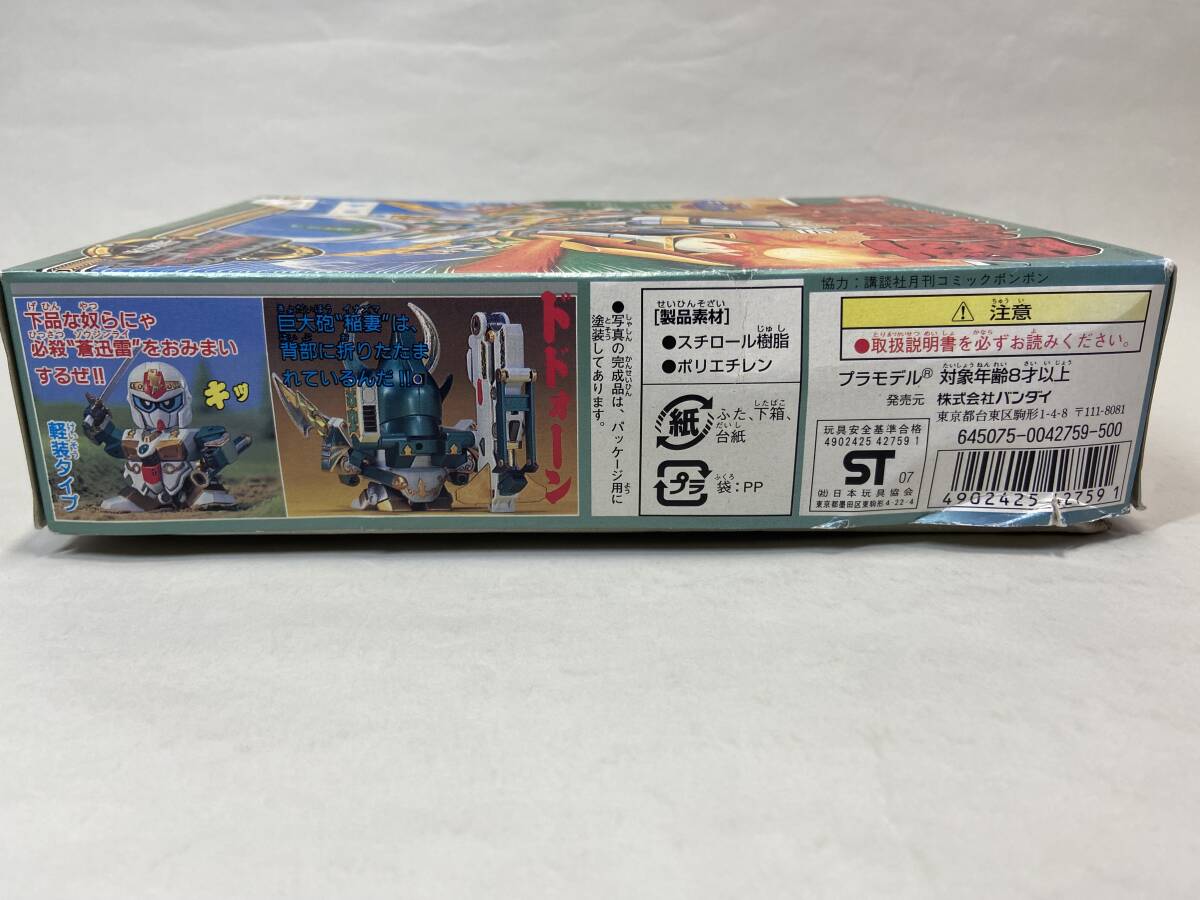 下品な奴らにゃ
必殺“蒼迅雷”をおみまい
するぜ!!
キッ
軽装タイプ
巨大砲“稲妻”は、
背部に折りたたま
れているんだ!!。
ドドォーン
●写真の完成品は、パッケージ用に
塗装してあります。
[製品素材]
●スチロール樹脂
●ポリエチレン
紙
ふた、下箱、
台紙
プラ
袋:PP
協力:講談社月刊コミックボンボン
注意
●取扱説明書を必ずお読みください。
プラモデル® 対象年齢8才以上
発売元 株式会社バンダイ
東京都台東区駒形1-4-8 〒111-8081
玩具安全基準合格
4902425 42759 1
ST 07
㈳日本玩具協会
東京都墨田区東駒形4-22-4
645075-0042759-500
4902425 42759 1